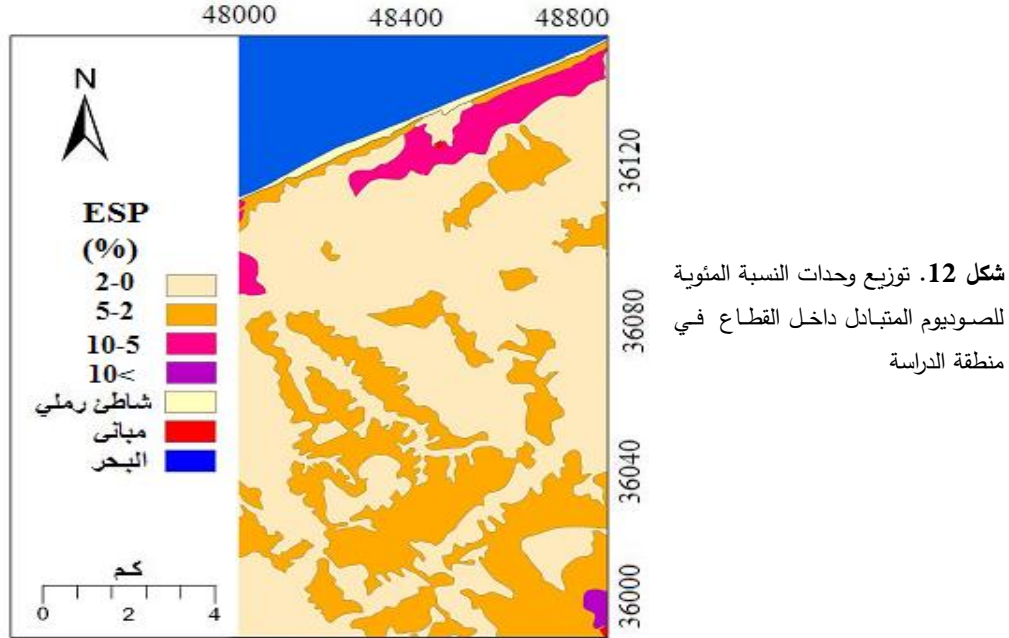 48000 48400 48800
N
ESP
(%)
2-0
5-2
10-5
10<
شاطئ رملي
مباني
البحر
كم
0 2 4
36120
36080
36040
36000
شكل 12. توزيع وحدات النسبة المئوية
للصوديوم المتبادل داخل القطاع في
منطقة الدراسة